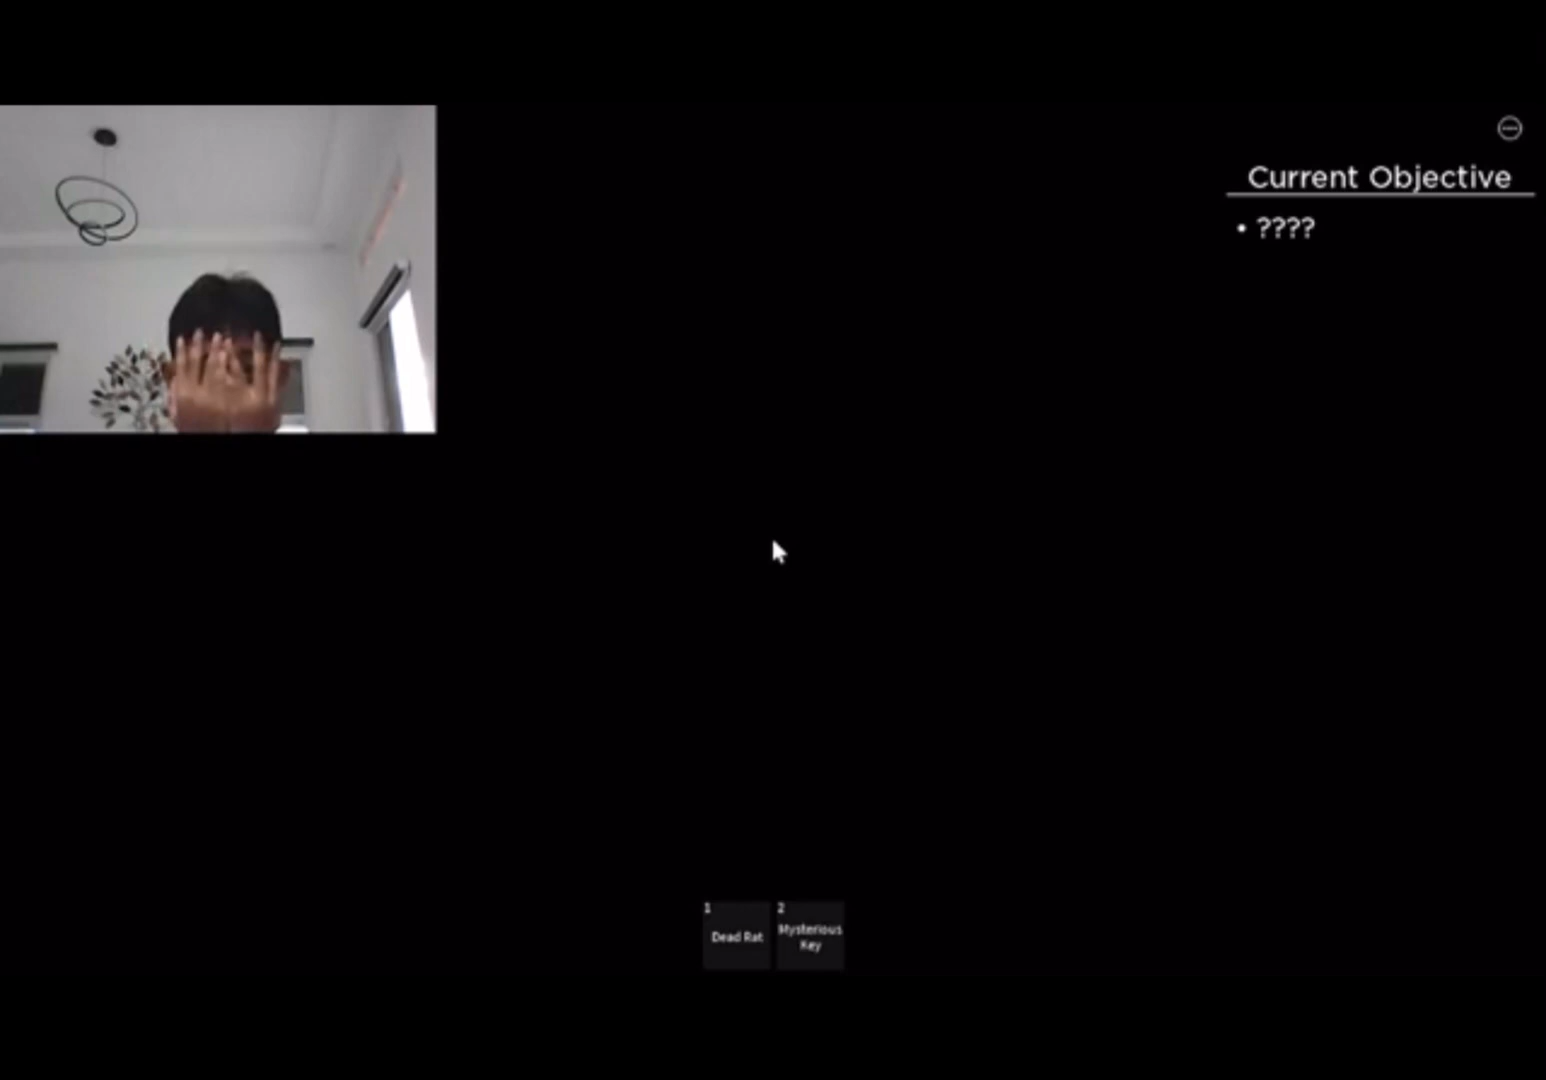 Current Objective
• ????
1
Dead Rat
2
Mysterious
Key